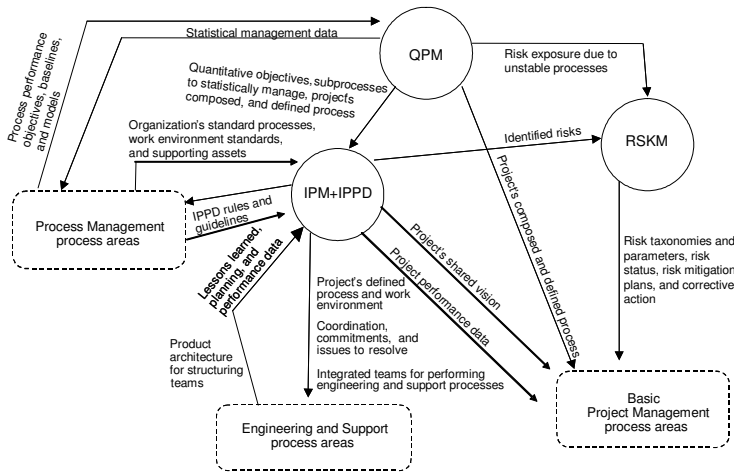 Statistical management data
QPM
Risk exposure due to
unstable processes
Process performance
objectives, baselines,
and models
Quantitative objectives, subprocesses
to statistically manage, projects
composed, and defined process
Organization's standard processes,
work environment standards,
and supporting assets
Identified risks
RSKM
IPM+IPPD
Process Management
process areas
IPPD rules and
guidelines
Lessons learned,
planning, and
performance data
Project's shared vision
Project performance data
Project's composed and defined process
Risk taxonomies and
parameters, risk
status, risk mitigation
plans, and corrective
action
Project's defined
process and work
environment
Coordination,
commitments, and
issues to resolve
Integrated teams for performing
engineering and support processes
Product
architecture
for structuring
teams
Engineering and Support
process areas
Basic
Project Management
process areas